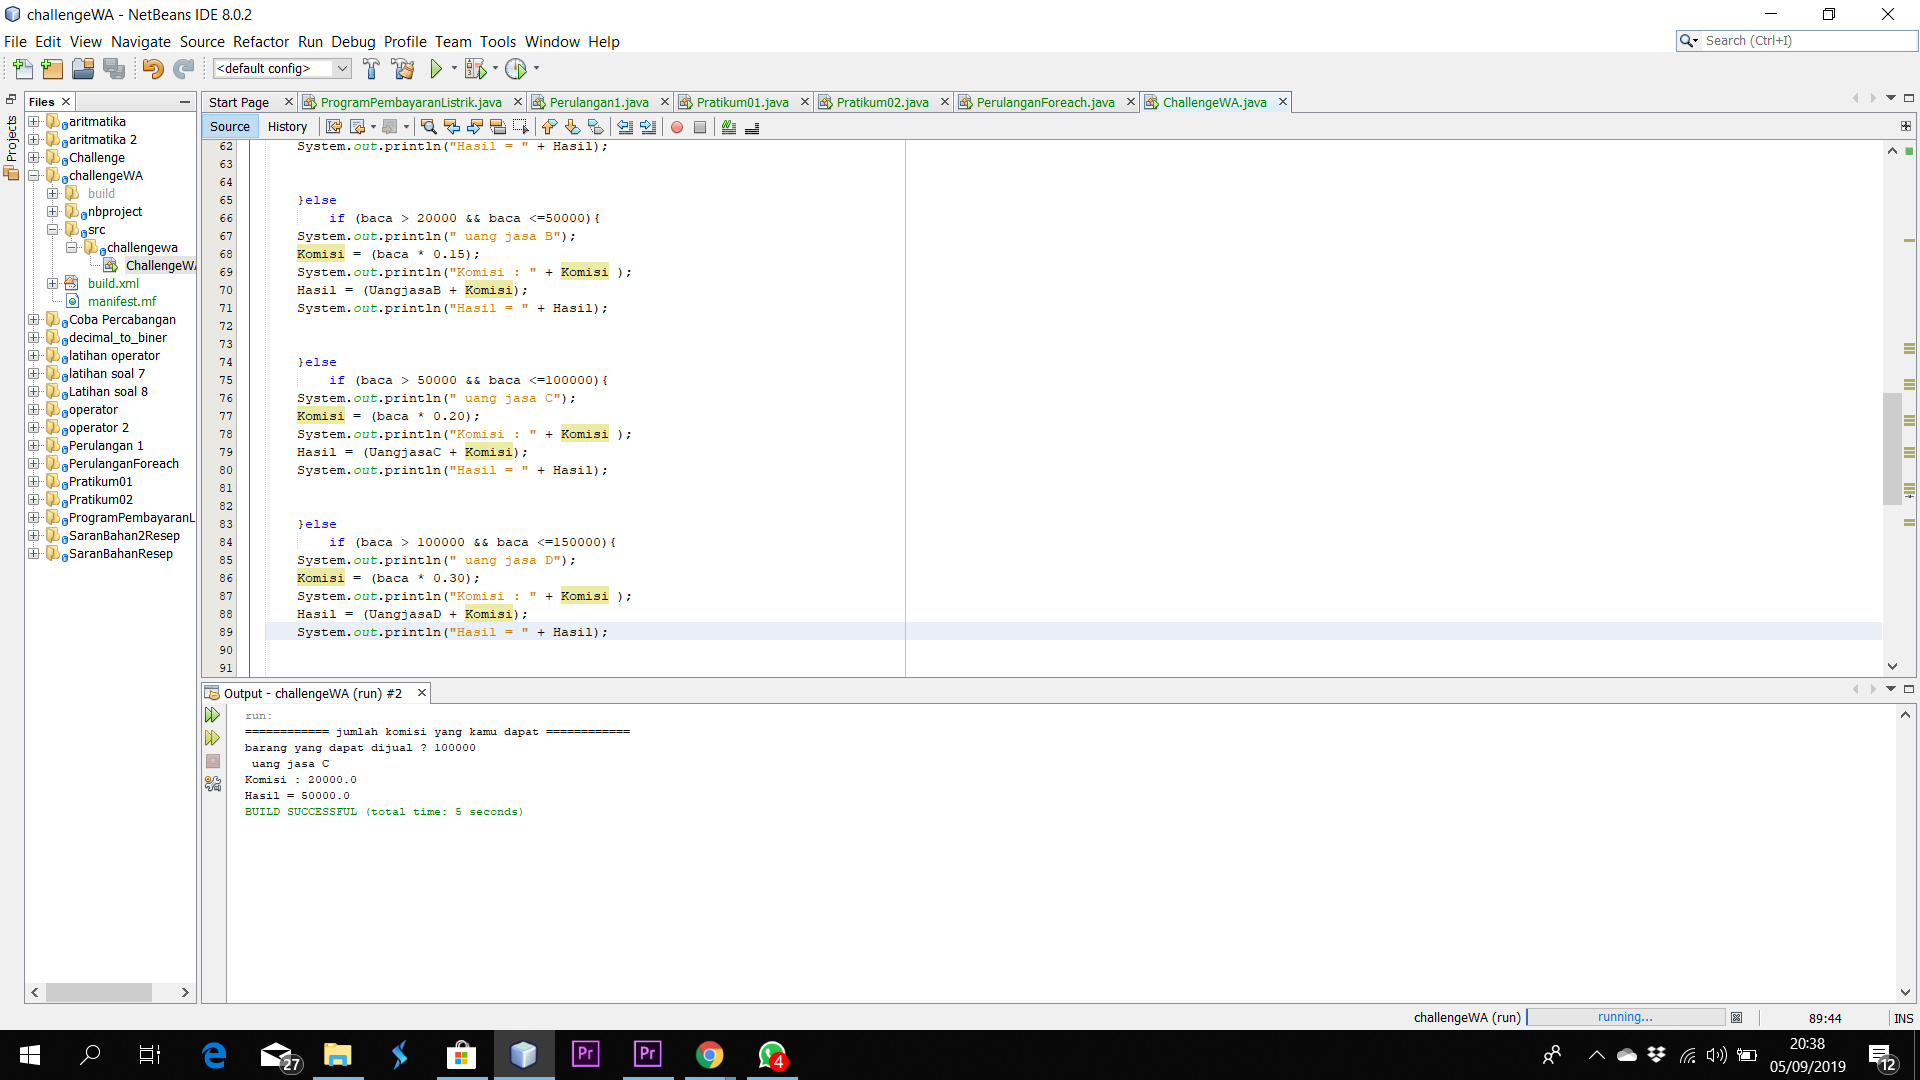 challengeWA - NetBeans IDE 8.0.2
File Edit View Navigate Source Refactor Run Debug Profile Team Tools Window Help
Search (Ctrl+I)
<default config>
Projects
Files
aritmatika
aritmatika 2
Challenge
challengeWA
build
nbproject
src
challengewa
ChallengeWA
build.xml
manifest.mf
Coba Percabangan
decimal_to_biner
latihan operator
latihan soal 7
Latihan soal 8
operator
operator 2
Perulangan 1
PerulanganForeach
Pratikum01
Pratikum02
ProgramPembayaranL
SaranBahan2Resep
SaranBahanResep
Start Page ProgramPembayaranListrik.java Perulangan1.java Pratikum01.java Pratikum02.java PerulanganForeach.java ChallengeWA.java
Source History
62 System.out.println("Hasil = " + Hasil);
63
64
65 }else
66 if (baca > 20000 && baca <=50000){
67 System.out.println(" uang jasa B");
68 Komisi = (baca * 0.15);
69 System.out.println("Komisi : " + Komisi );
70 Hasil = (UangjasaB + Komisi);
71 System.out.println("Hasil = " + Hasil);
72
73
74 }else
75 if (baca > 50000 && baca <=100000){
76 System.out.println(" uang jasa C");
77 Komisi = (baca * 0.20);
78 System.out.println("Komisi : " + Komisi );
79 Hasil = (UangjasaC + Komisi);
80 System.out.println("Hasil = " + Hasil);
81
82
83 }else
84 if (baca > 100000 && baca <=150000){
85 System.out.println(" uang jasa D");
86 Komisi = (baca * 0.30);
87 System.out.println("Komisi : " + Komisi );
88 Hasil = (UangjasaD + Komisi);
89 System.out.println("Hasil = " + Hasil);
90
91
Output - challengeWA (run) #2
run:
============ jumlah komisi yang kamu dapat ============
barang yang dapat dijual ? 100000
uang jasa C
Komisi : 20000.0
Hasil = 50000.0
BUILD SUCCESSFUL (total time: 5 seconds)
challengeWA (run) running... 89:44 INS
27
Pr
Pr
4
20:38
05/09/2019
12